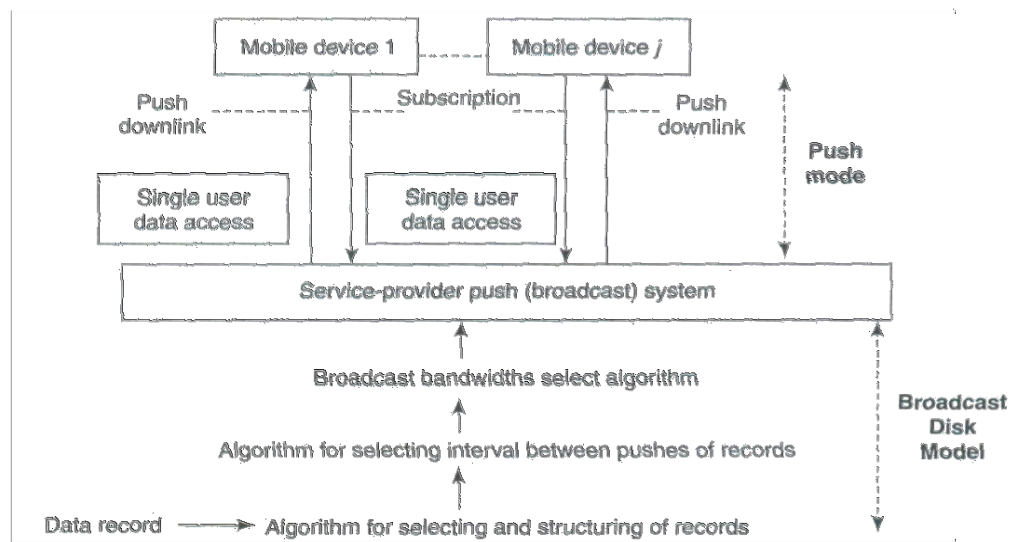 Mobile device 1
Mobile device j
Push
downlink
Subscription
Push
downlink
Push
mode
Single user
data access
Single user
data access
Service-provider push (broadcast) system
Broadcast bandwidths select algorithm
Broadcast
Disk
Model
Algorithm for selecting interval between pushes of records
Data record
Algorithm for selecting and structuring of records